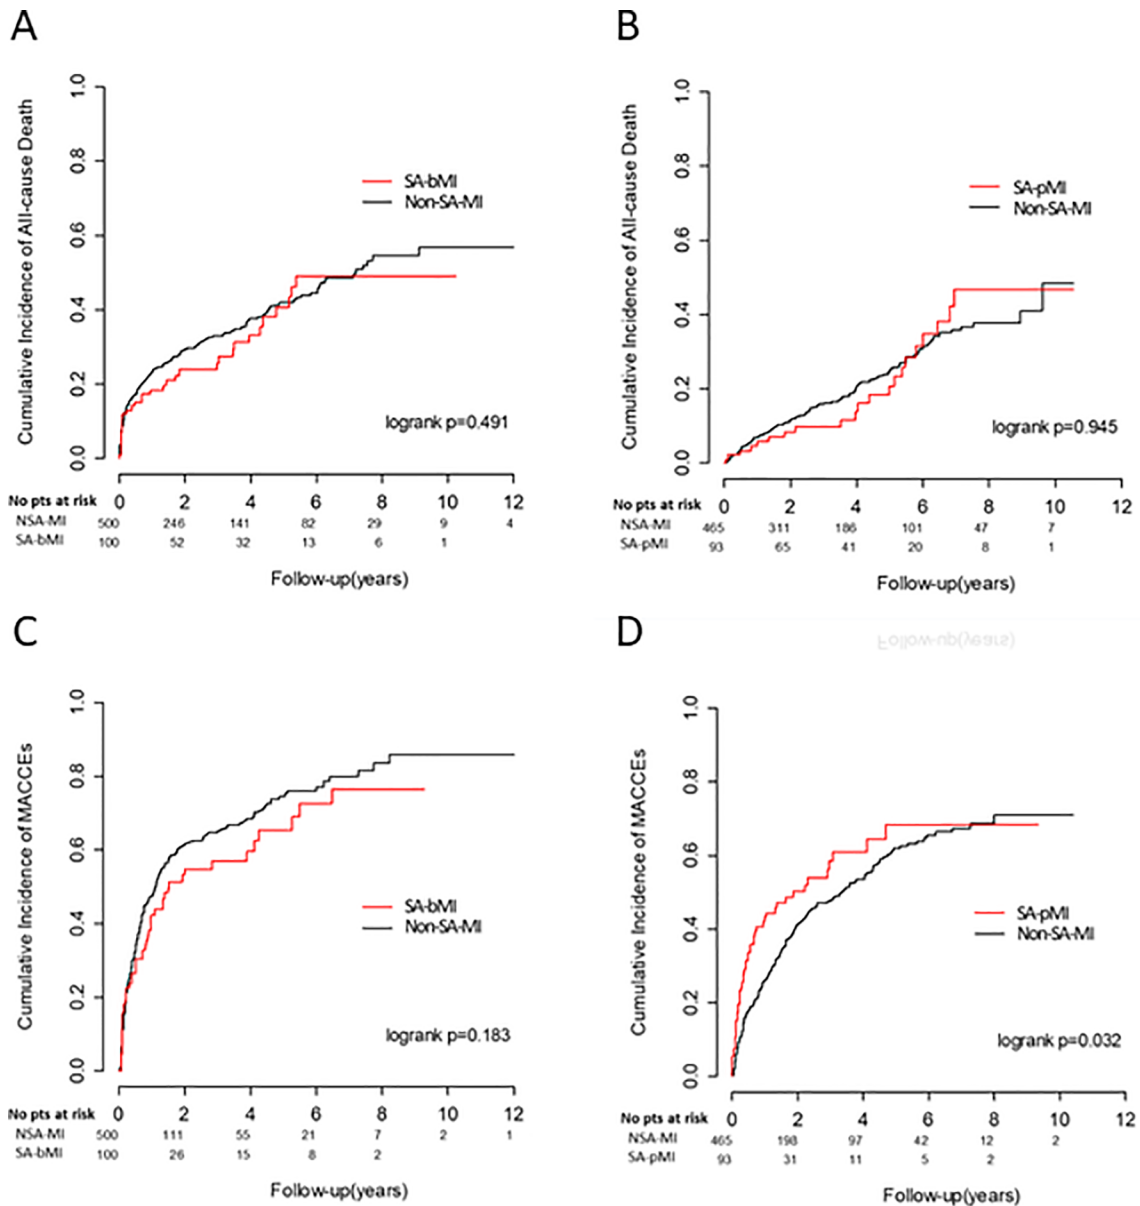 A
Cumulative Incidence of All-cause Death
1.0
0.8
0.6
0.4
0.2
0.0
SA-bMI
Non-SA-MI
logrank p=0.491
0 2 4 6 8 10 12
No pts at risk
NSA-MI 500 246 141 82 29 9 4
SA-bMI 100 52 32 13 6 1
Follow-up(years)
B
Cumulative Incidence of All-cause Death
1.0
0.8
0.6
0.4
0.2
0.0
SA-pMI
Non-SA-MI
logrank p=0.945
0 2 4 6 8 10 12
No pts at risk
NSA-MI 465 311 186 101 47 7
SA-pMI 93 65 41 20 8 1
Follow-up(years)
C
Cumulative Incidence of MACCEs
1.0
0.8
0.6
0.4
0.2
0.0
SA-bMI
Non-SA-MI
logrank p=0.183
0 2 4 6 8 10 12
No pts at risk
NSA-MI 500 111 55 21 7 2 1
SA-bMI 100 26 15 8 2
Follow-up(years)
D
Follow-up(years)
Cumulative Incidence of MACCEs
1.0
0.8
0.6
0.4
0.2
0.0
SA-pMI
Non-SA-MI
logrank p=0.032
0 2 4 6 8 10 12
No pts at risk
NSA-MI 465 198 97 42 12 2
SA-pMI 93 31 11 5 2
Follow-up(years)